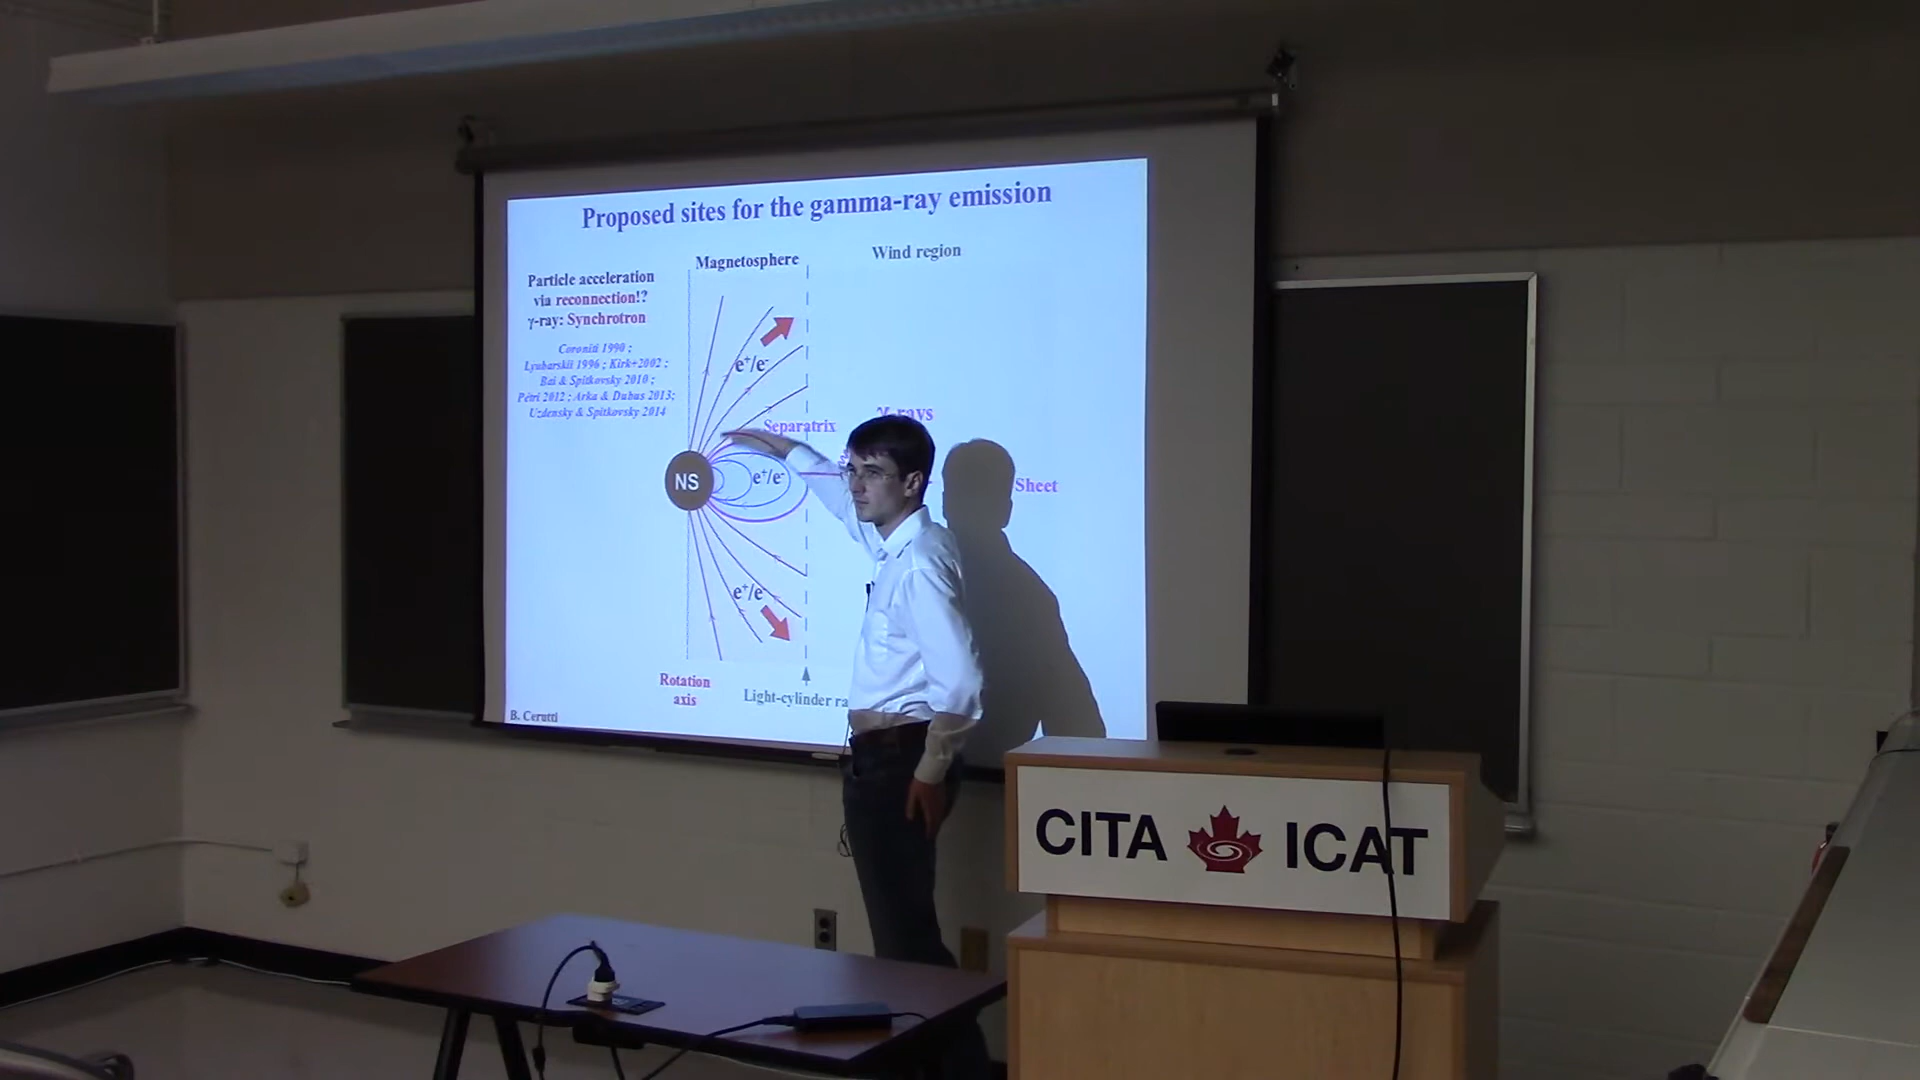 Proposed sites for the gamma-ray emission
Magnetosphere
Wind region
Particle acceleration
via reconnection!?
γ-ray: Synchrotron
Coroniti 1990 ;
Lyubarskii 1996 ; Kirk+2002 ;
Bai & Spitkovsky 2010 ;
Pétri 2012 ; Arka & Dubus 2013;
Uzdensky & Spitkovsky 2014
e⁺/e⁻
γ-rays
Separatrix
NS
e⁺/e⁻
Sheet
e⁺/e⁻
Rotation
axis
Light-cylinder ra
B. Cerutti
CITA ICAT